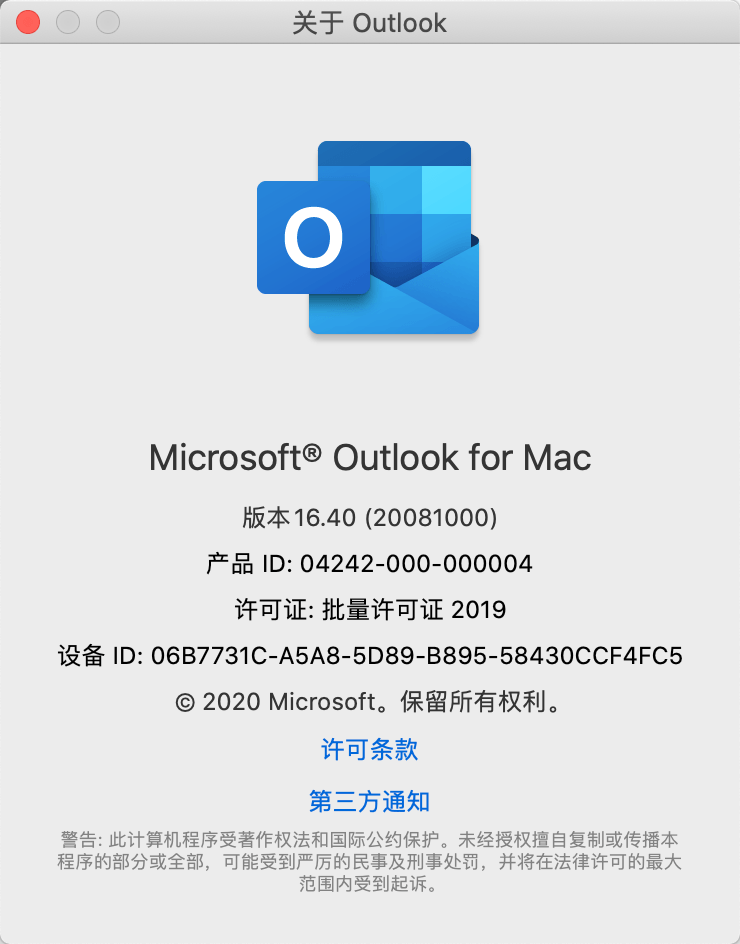 关于 Outlook
O
Microsoft® Outlook for Mac
版本16.40 (20081000)
产品 ID: 04242-000-000004
许可证: 批量许可证 2019
设备 ID: 06B7731C-A5A8-5D89-B895-58430CCF4FC5
© 2020 Microsoft。保留所有权利。
许可条款
第三方通知
警告: 此计算机程序受著作权法和国际公约保护。未经授权擅自复制或传播本
程序的部分或全部，可能受到严厉的民事及刑事处罚，并将在法律许可的最大
范围内受到起诉。